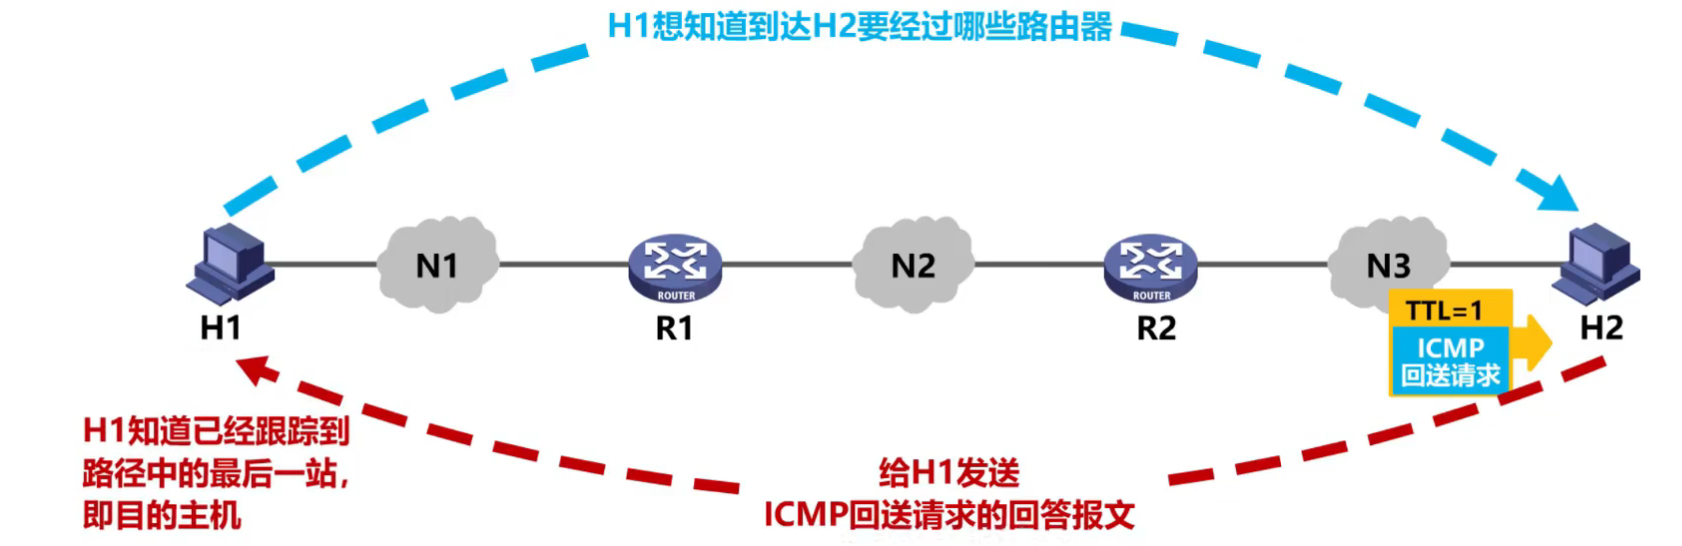 H1想知道到达H2要经过哪些路由器
N1
N2
N3
ROUTER
ROUTER
TTL=1
ICMP
回送请求
H1
R1
R2
H2
H1知道已经跟踪到
路径中的最后一站，
即目的主机
给H1发送
ICMP回送请求的回答报文